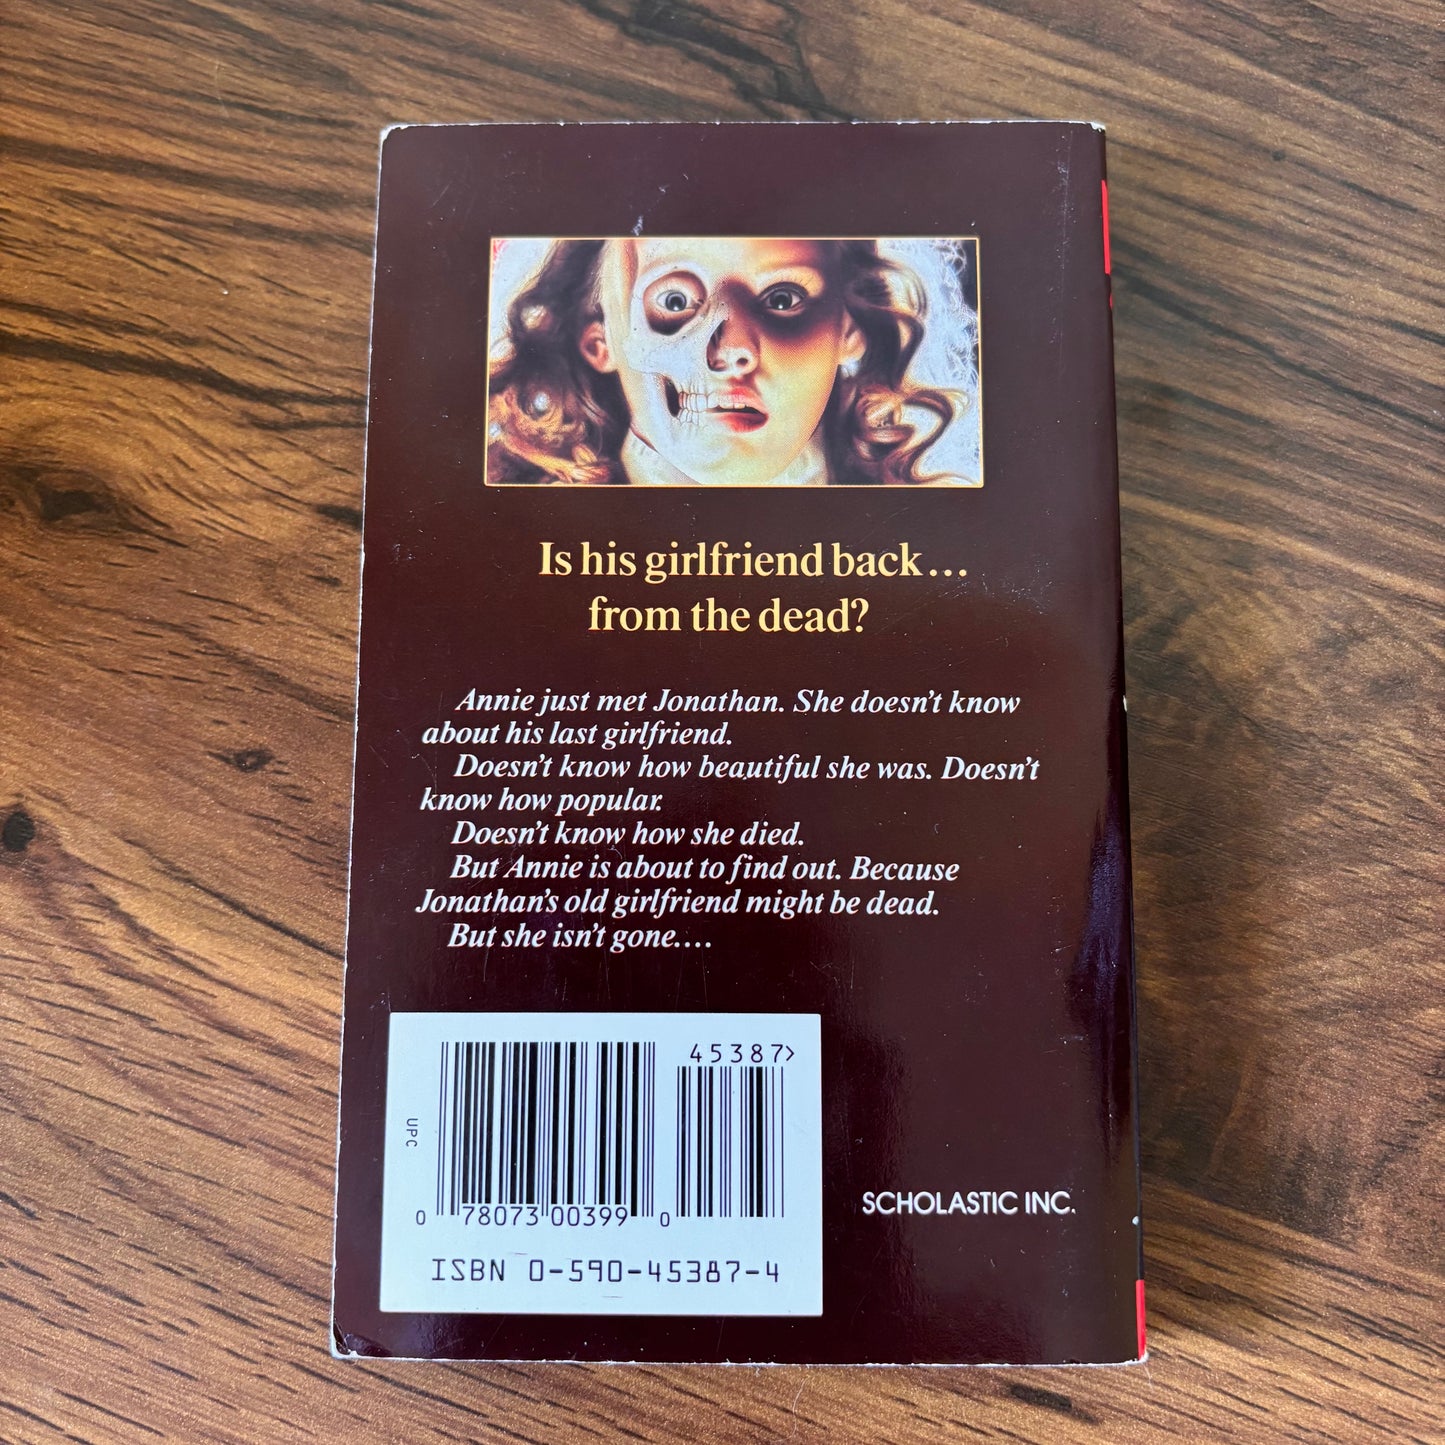 Is his girlfriend back...
from the dead?
Annie just met Jonathan. She doesn't know
about his last girlfriend.
Doesn't know how beautiful she was. Doesn't
know how popular.
Doesn't know how she died.
But Annie is about to find out. Because
Jonathan's old girlfriend might be dead.
But she isn't gone....
45387>
UPC
0 78073 00399 0
ISBN 0-590-45387-4
SCHOLASTIC INC.